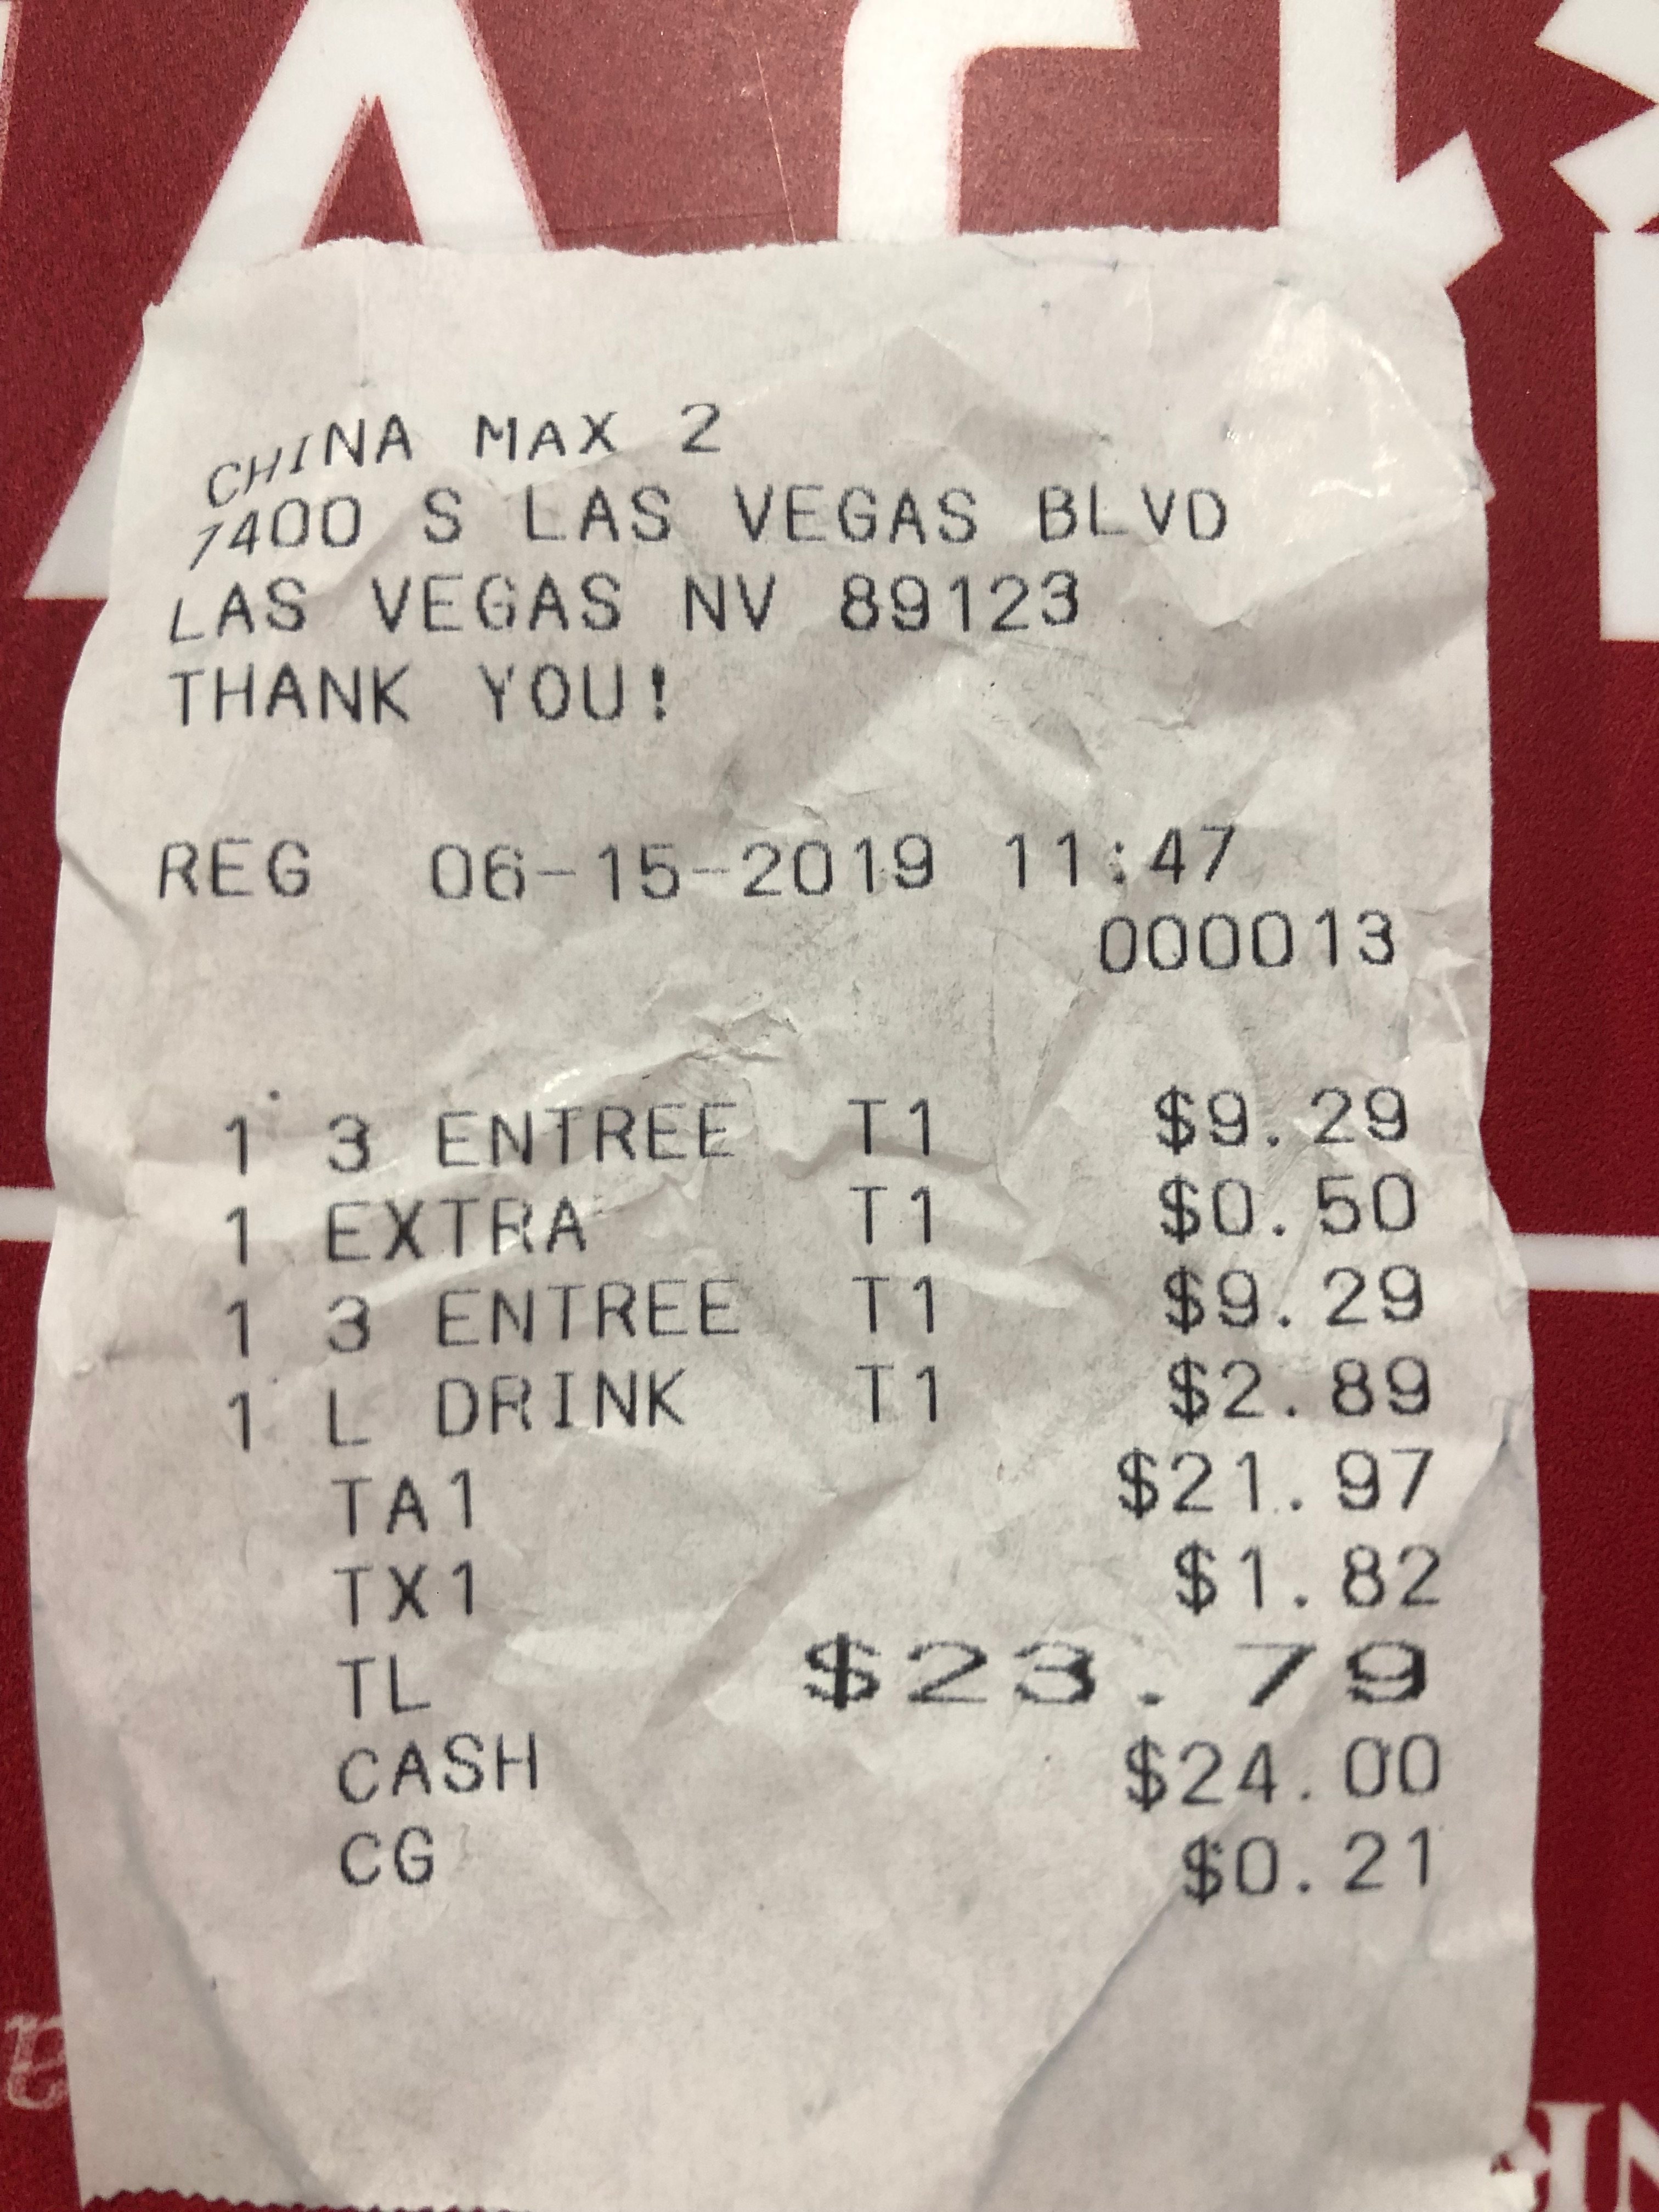 CHINA MAX 2
7400 S LAS VEGAS BLVD
LAS VEGAS NV 89123
THANK YOU!
REG 06-15-2019 11:47
000013
1 3 ENTREE T1 $9.29
1 EXTRA T1 $0.50
1 3 ENTREE T1 $9.29
1 L DRINK T1 $2.89
TA1 $21.97
TX1 $1.82
TL $23.79
CASH $24.00
CG $0.21